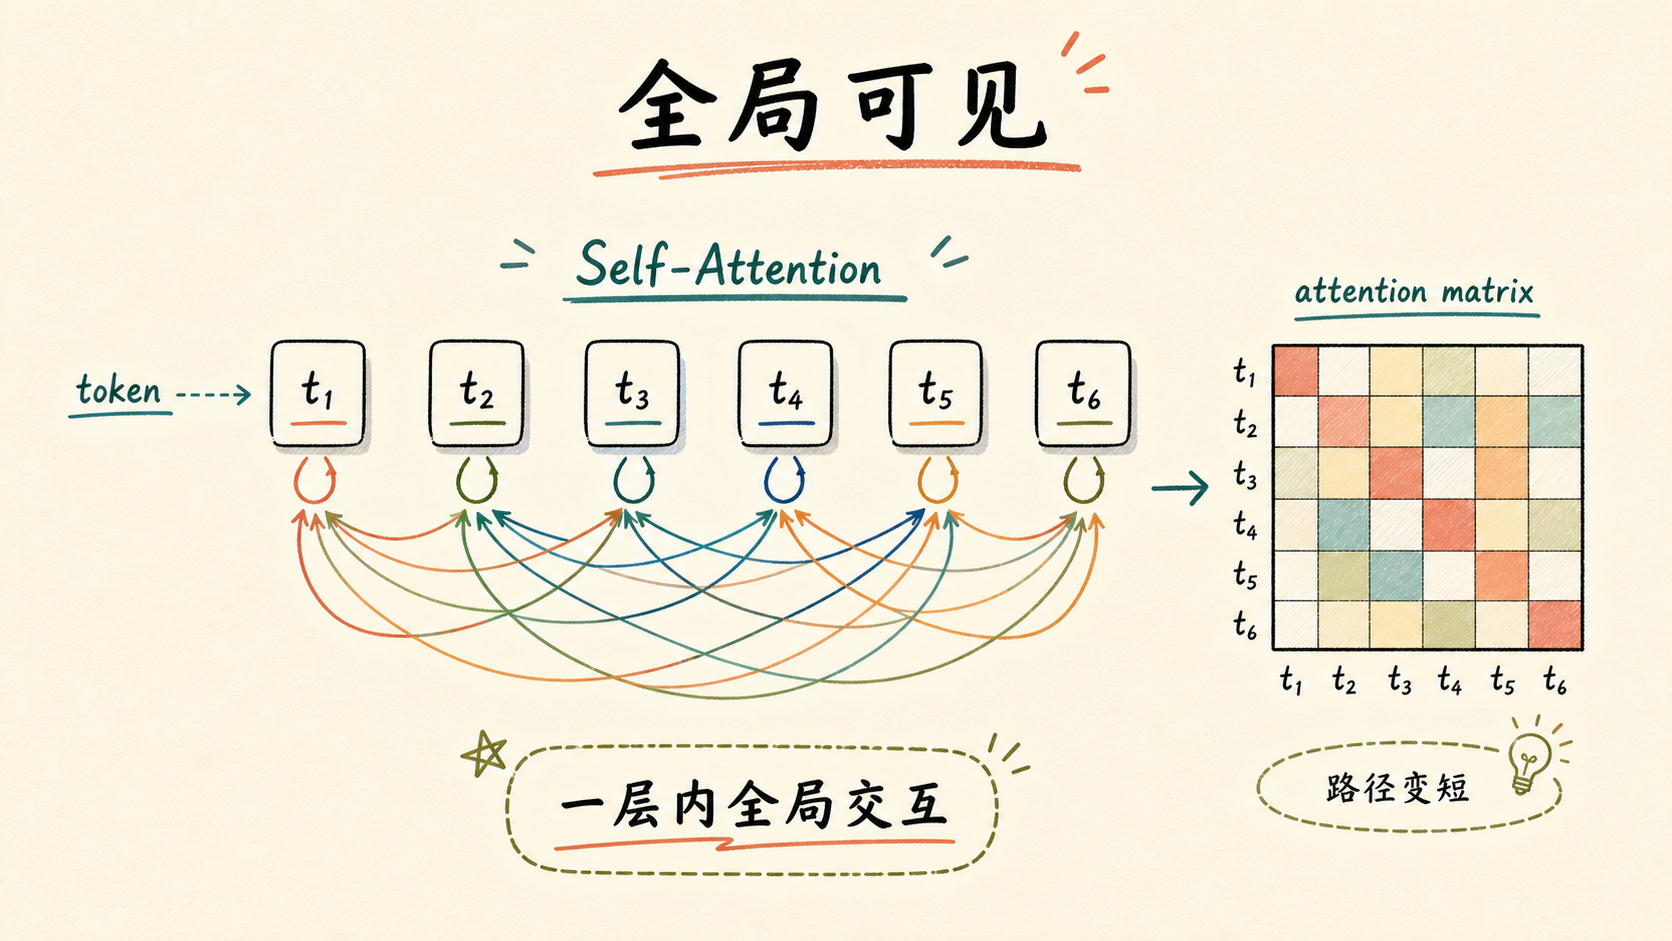 全局可见
Self-Attention
token
t₁ t₂ t₃ t₄ t₅ t₆
attention matrix
t₁
t₂
t₃
t₄
t₅
t₆
t₁ t₂ t₃ t₄ t₅ t₆
一层内全局交互
路径变短